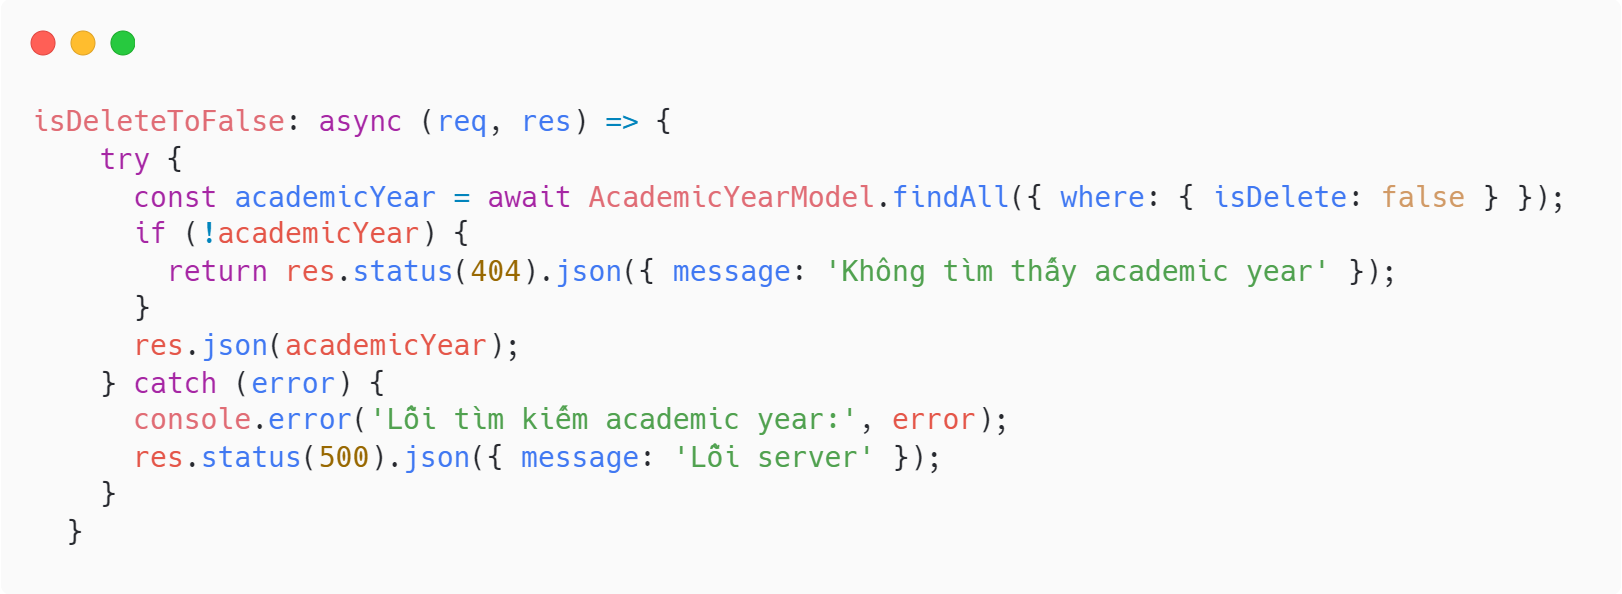 isDeleteToFalse: async (req, res) => {
    try {
      const academicYear = await AcademicYearModel.findAll({ where: { isDelete: false } });
      if (!academicYear) {
        return res.status(404).json({ message: 'Không tìm thấy academic year' });
      }
      res.json(academicYear);
    } catch (error) {
      console.error('Lỗi tìm kiếm academic year:', error);
      res.status(500).json({ message: 'Lỗi server' });
    }
  }